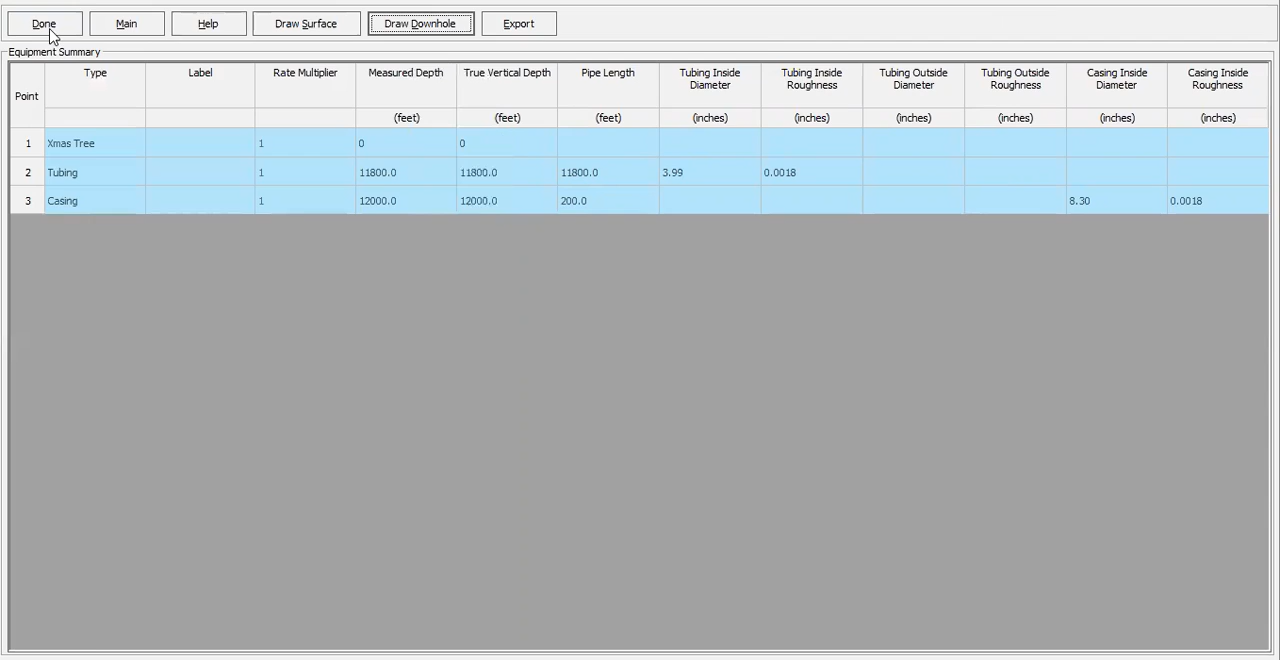 Done Main Help Draw Surface Draw Downhole Export
Equipment Summary
Point Type Label Rate Multiplier Measured Depth True Vertical Depth Pipe Length Tubing Inside Diameter Tubing Inside Roughness Tubing Outside Diameter Tubing Outside Roughness Casing Inside Diameter Casing Inside Roughness
(feet) (feet) (feet) (inches) (inches) (inches) (inches) (inches) (inches)
1 Xmas Tree 1 0 0
2 Tubing 1 11800.0 11800.0 11800.0 3.99 0.0018
3 Casing 1 12000.0 12000.0 200.0 8.30 0.0018